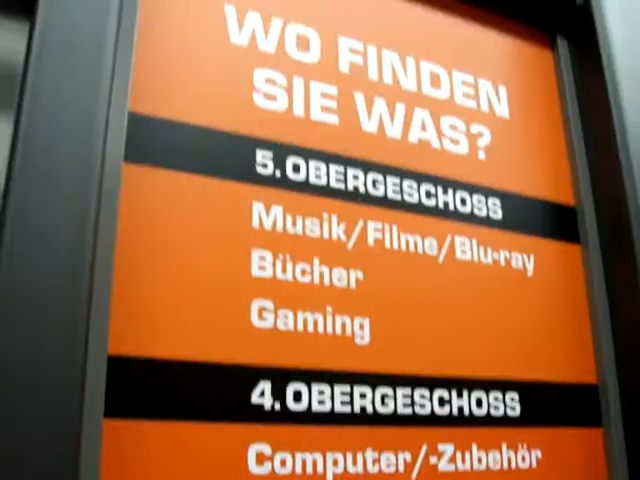 WO FINDEN
SIE WAS?
5. OBERGESCHOSS
Musik/Filme/Blu-ray
Bücher
Gaming
4. OBERGESCHOSS
Computer/-Zubehör